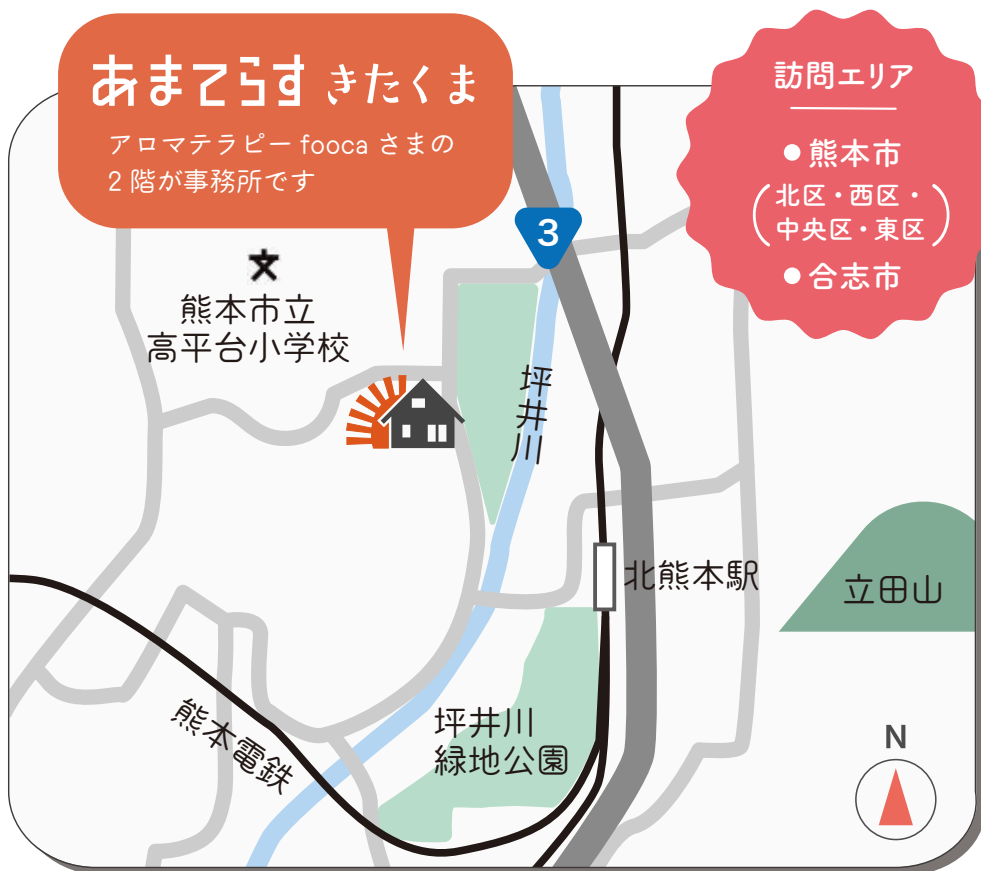 あまてらす きたくま
アロマテラピー fooca さまの
2 階が事務所です
訪問エリア
● 熊本市
(北区・西区・
中央区・東区)
● 合志市
3
文
熊本市立
高平台小学校
坪井川
北熊本駅
立田山
熊本電鉄
坪井川
緑地公園
N